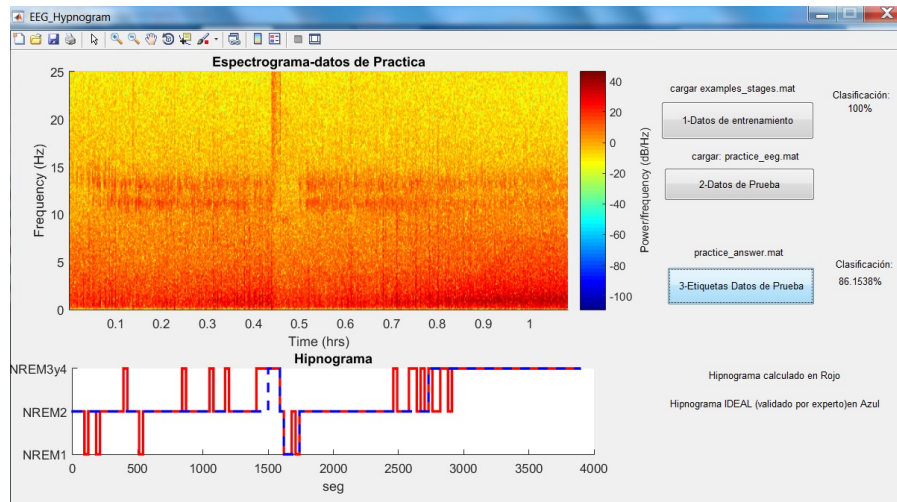 EEG_Hypnogram
Espectrograma-datos de Practica
25
20
15
10
5
0
Frequency (Hz)
0.1 0.2 0.3 0.4 0.5 0.6 0.7 0.8 0.9 1
Time (hrs)
40
20
0
-20
-40
-60
-80
-100
Power/frequency (dB/Hz)
cargar examples_stages.mat
Clasificación:
100%
1-Datos de entrenamiento
cargar: practice_eeg.mat
2-Datos de Prueba
practice_answer.mat
Clasificación:
86.1538%
3-Etiquetas Datos de Prueba
Hipnograma
NREM3y4
NREM2
NREM1
0 500 1000 1500 2000 2500 3000 3500 4000
seg
Hipnograma calculado en Rojo
Hipnograma IDEAL (validado por experto)en Azul